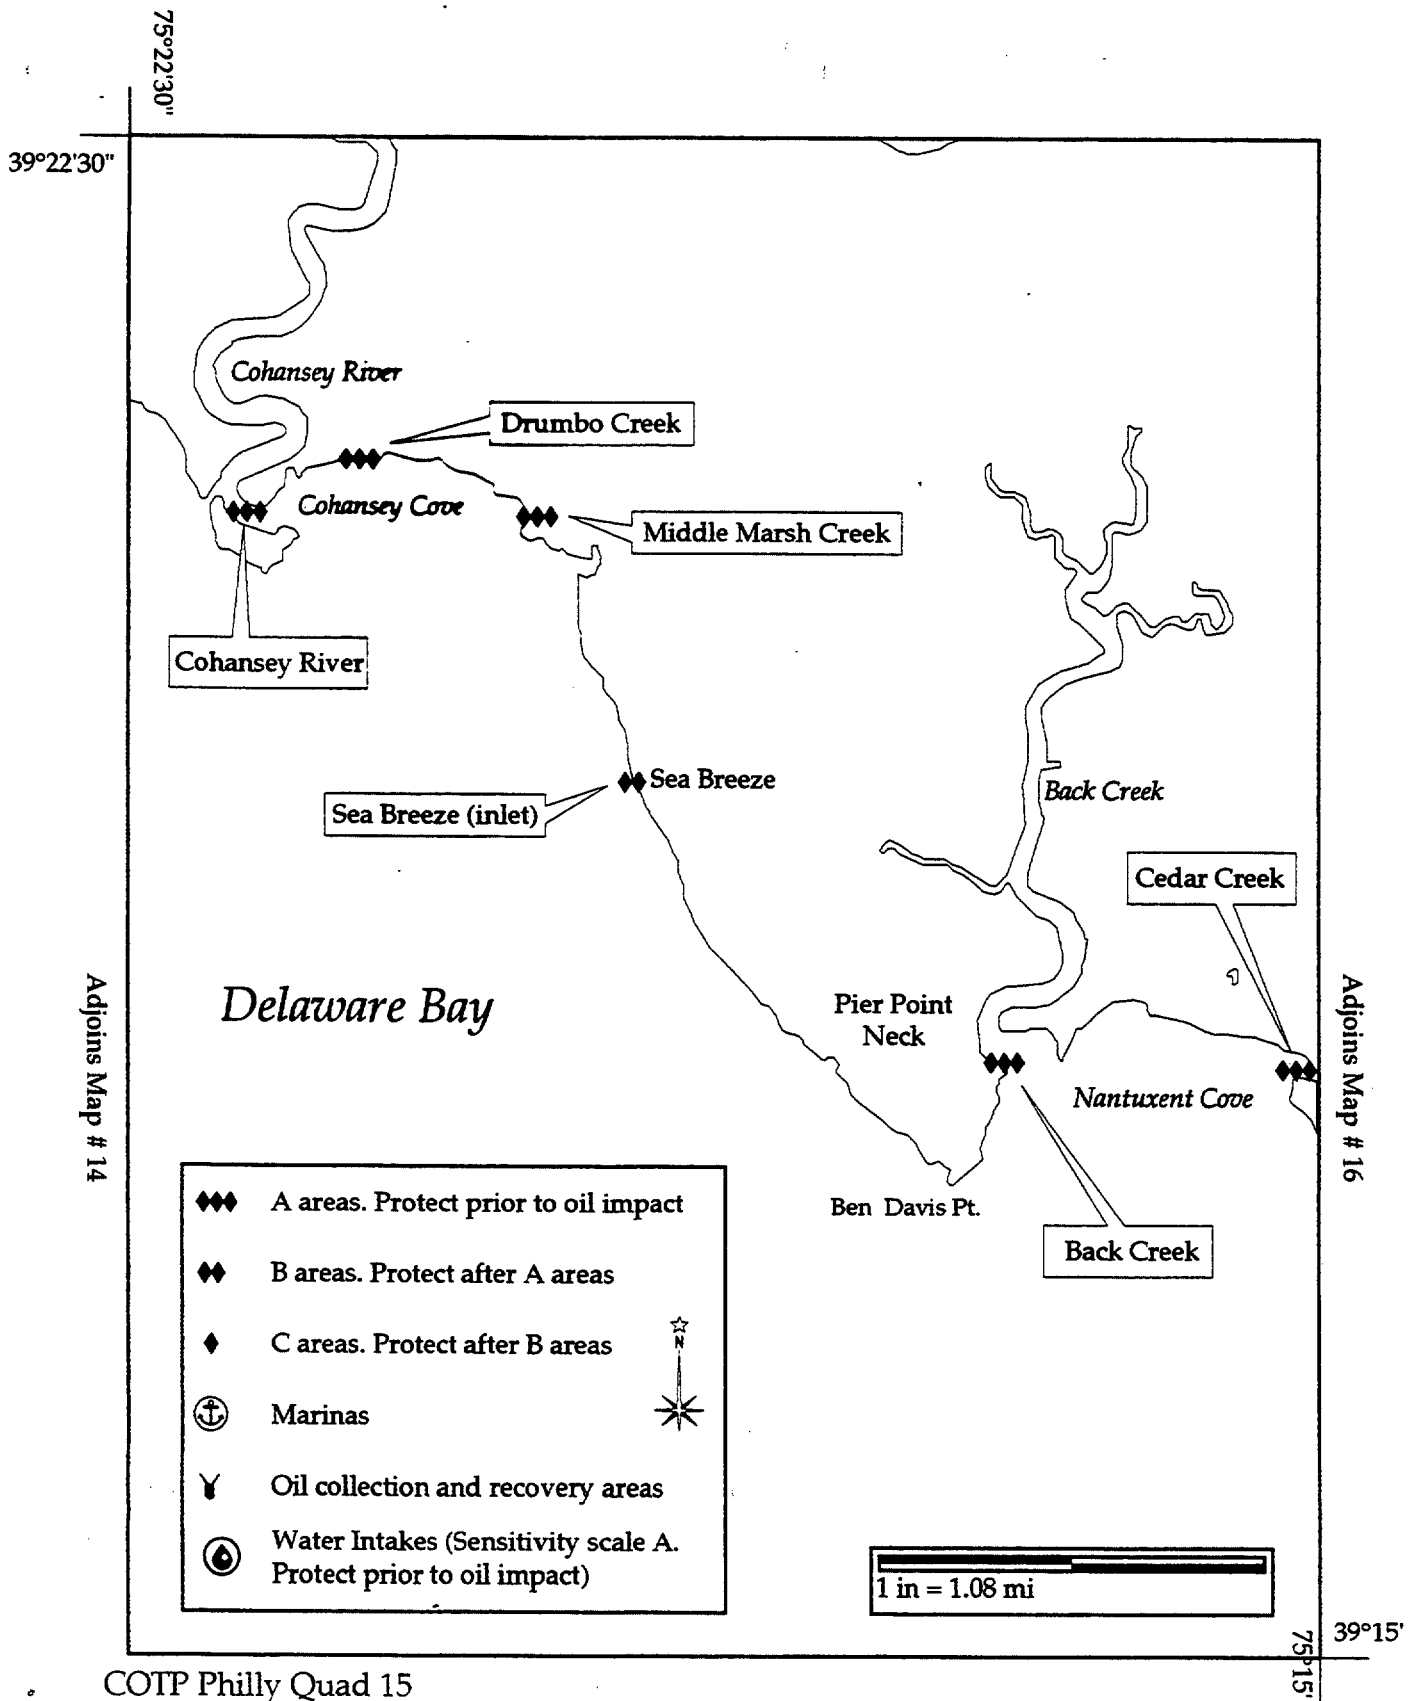 75°22'30"
39°22'30"
Cohansey River
Drumbo Creek
Cohansey Cove
Middle Marsh Creek
Cohansey River
Sea Breeze
Sea Breeze (inlet)
Back Creek
Cedar Creek
Delaware Bay
Pier Point
Neck
Adjoins Map # 14
Adjoins Map # 16
Nantuxent Cove
Ben Davis Pt.
Back Creek
A areas. Protect prior to oil impact
B areas. Protect after A areas
C areas. Protect after B areas
N
Marinas
Oil collection and recovery areas
Water Intakes (Sensitivity scale A.
Protect prior to oil impact)
1 in = 1.08 mi
39°15'
75°15'
COTP Philly Quad 15